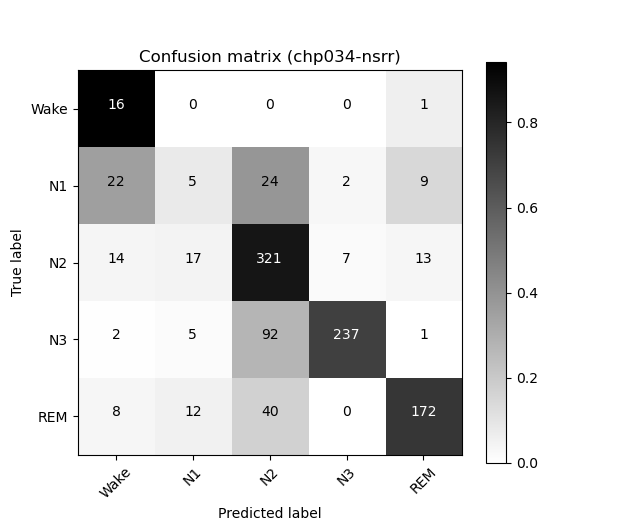 Confusion matrix (chp034-nsrr)
Wake 16 0 0 0 1
N1 22 5 24 2 9
N2 14 17 321 7 13
N3 2 5 92 237 1
REM 8 12 40 0 172
Wake N1 N2 N3 REM
Predicted label
True label
0.8
0.6
0.4
0.2
0.0